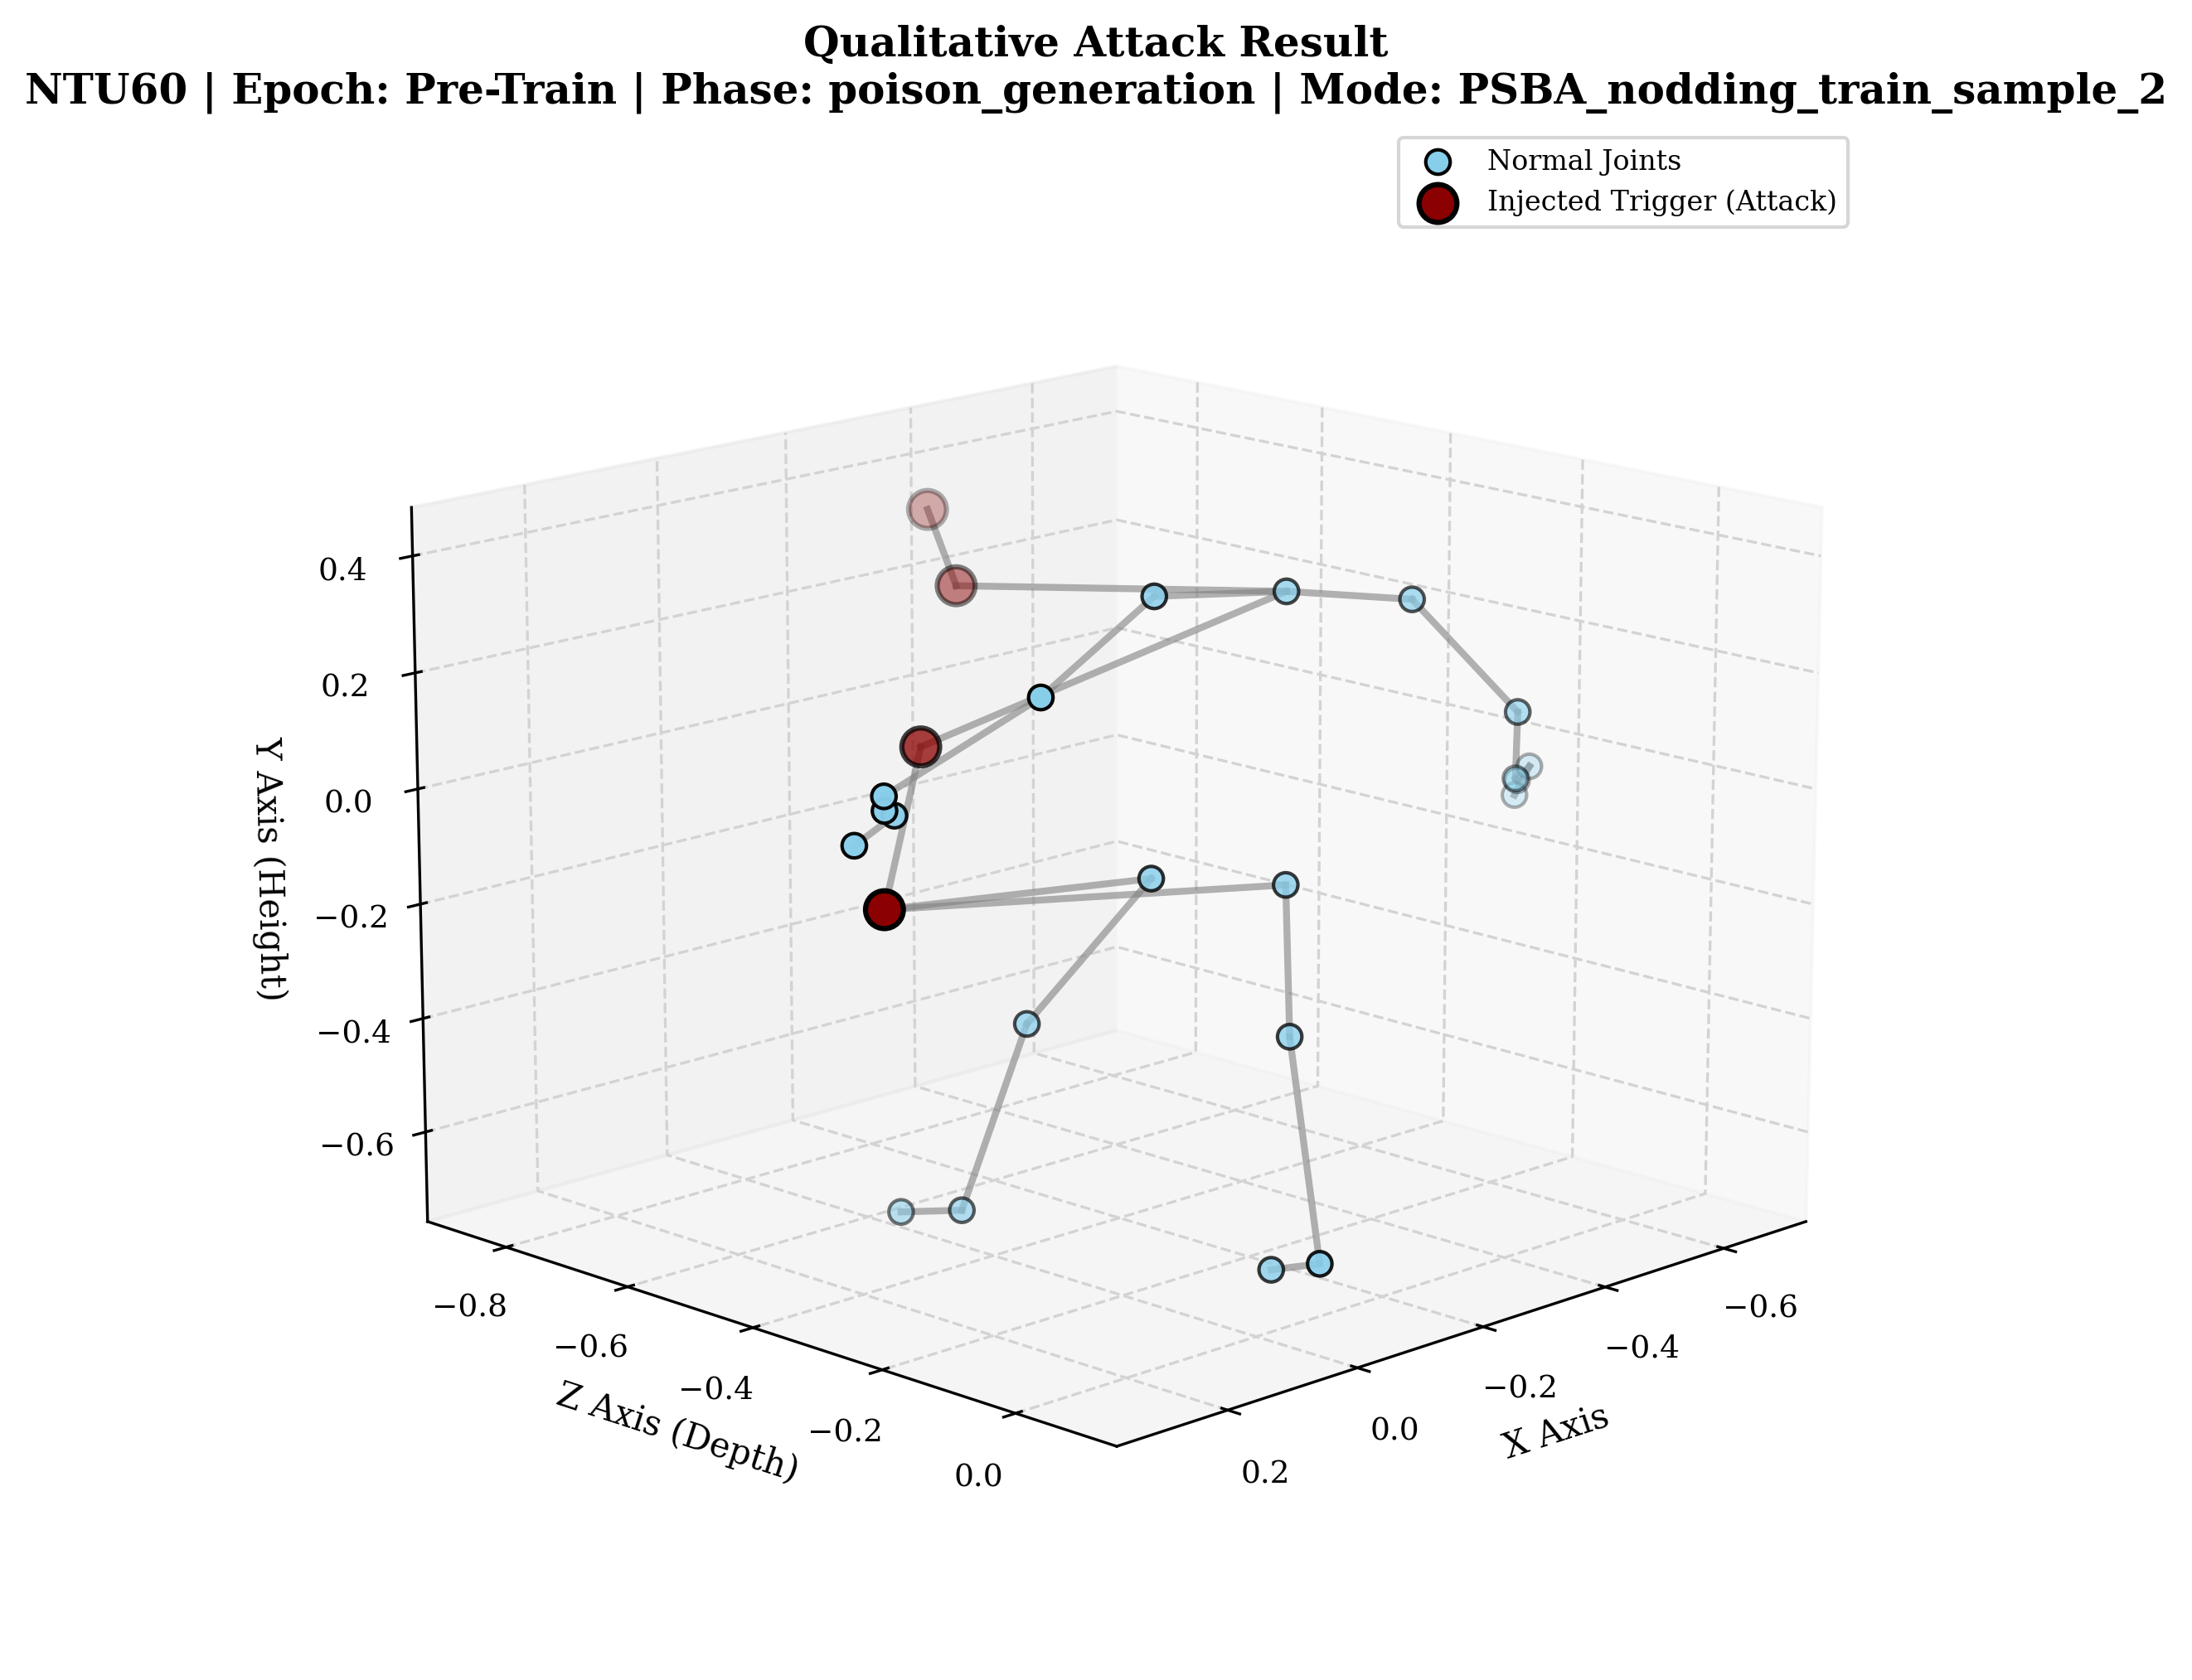 Qualitative Attack Result
NTU60 | Epoch: Pre-Train | Phase: poison_generation | Mode: PSBA_nodding_train_sample_2
Normal Joints
Injected Trigger (Attack)
0.4
0.2
0.0
−0.2
−0.4
−0.6
Y Axis (Height)
−0.8
−0.6
−0.4
−0.2
0.0
Z Axis (Depth)
0.2
0.0
−0.2
−0.4
−0.6
X Axis